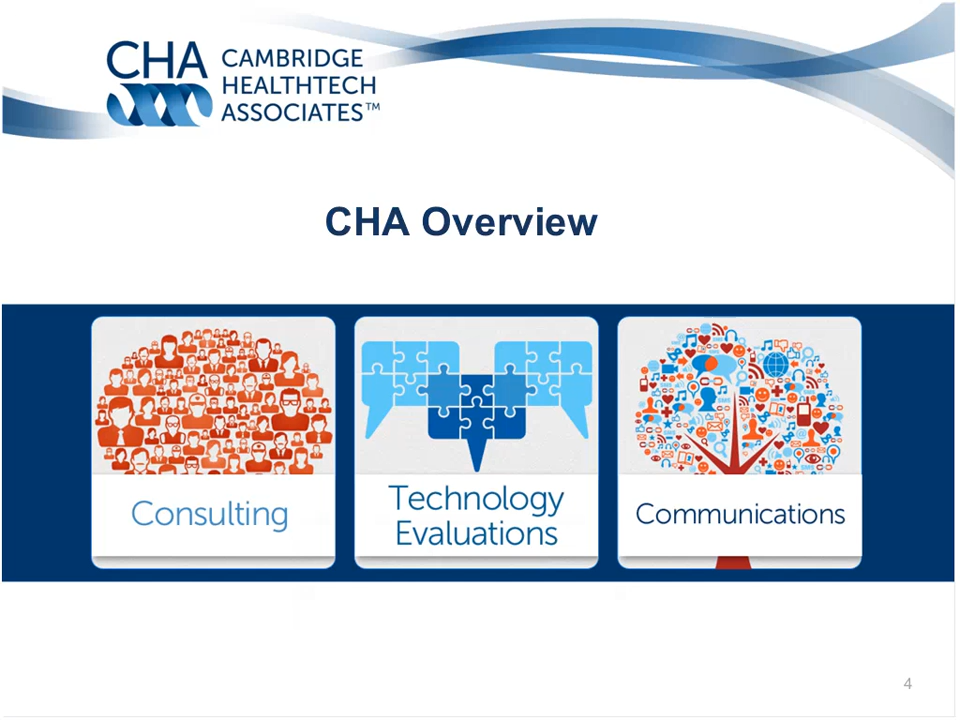 CHA
CAMBRIDGE
HEALTHTECH
ASSOCIATES™
CHA Overview
Consulting
Technology
Evaluations
Communications
4